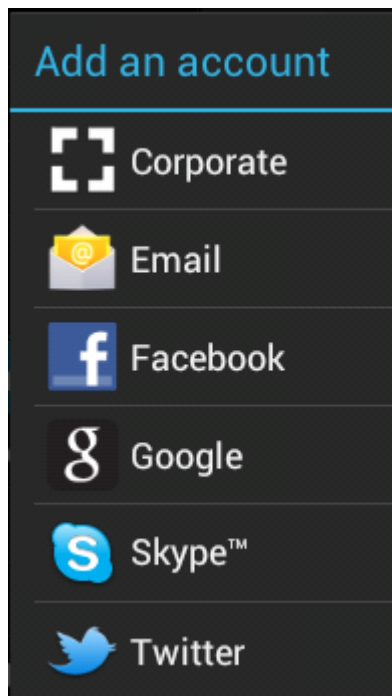 Add an account
Corporate
Email
Facebook
Google
Skype™
Twitter